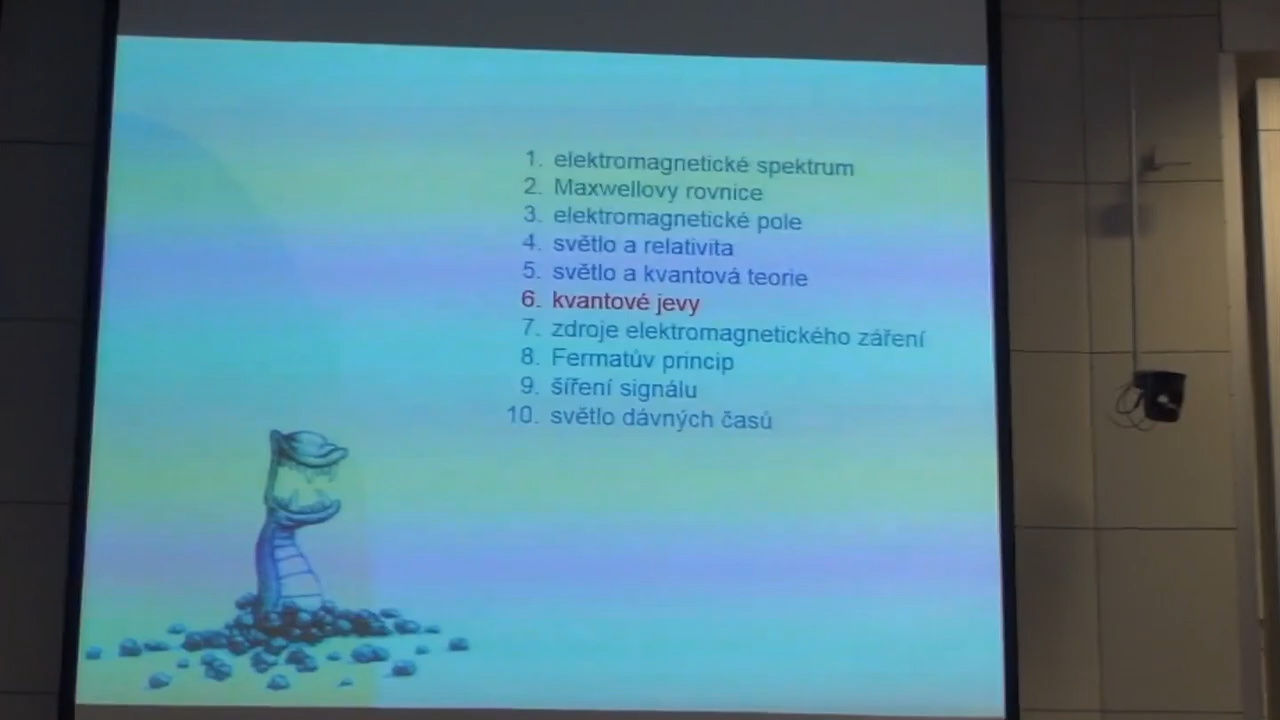 1. elektromagnetické spektrum
2. Maxwellovy rovnice
3. elektromagnetické pole
4. světlo a relativita
5. světlo a kvantová teorie
6. kvantové jevy
7. zdroje elektromagnetického záření
8. Fermatův princip
9. šíření signálu
10. světlo dávných časů